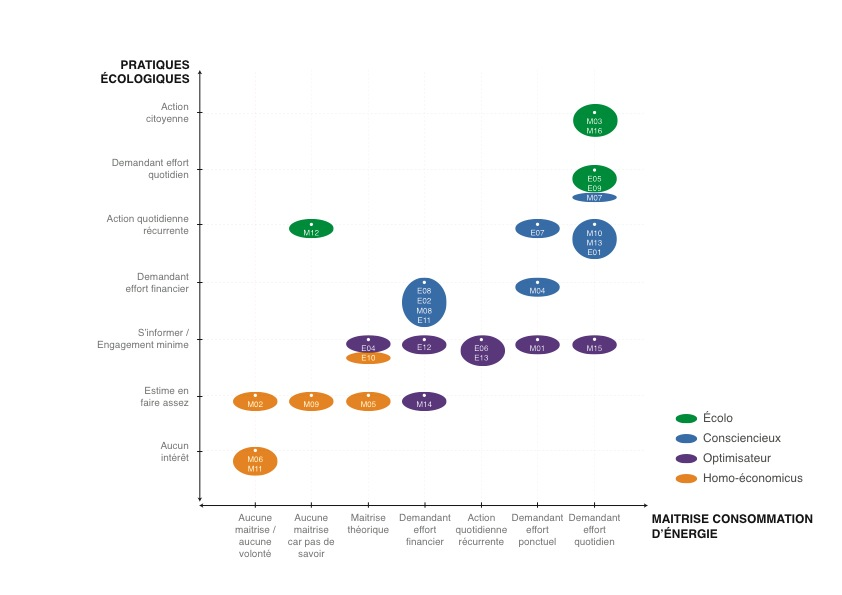 PRATIQUES
ÉCOLOGIQUES
Action
citoyenne
M03
M16
Demandant effort
quotidien
E05
E09
M07
Action quotidienne
récurrente
M12
E07
M10
M13
E01
Demandant
effort financier
E08
E02
M08
E11
M04
S'informer /
Engagement minime
E04
E10
E12
E06
E13
M01
M15
Estime en
faire assez
M02
M09
M05
M14
Aucun
intérêt
M06
M11
Écolo
Consciencieux
Optimisateur
Homo-économicus
Aucune
maitrise /
aucune
volonté
Aucune
maitrise
car pas de
savoir
Maitrise
théorique
Demandant
effort
financier
Action
quotidienne
récurrente
Demandant
effort
ponctuel
Demandant
effort
quotidien
MAITRISE CONSOMMATION
D'ÉNERGIE